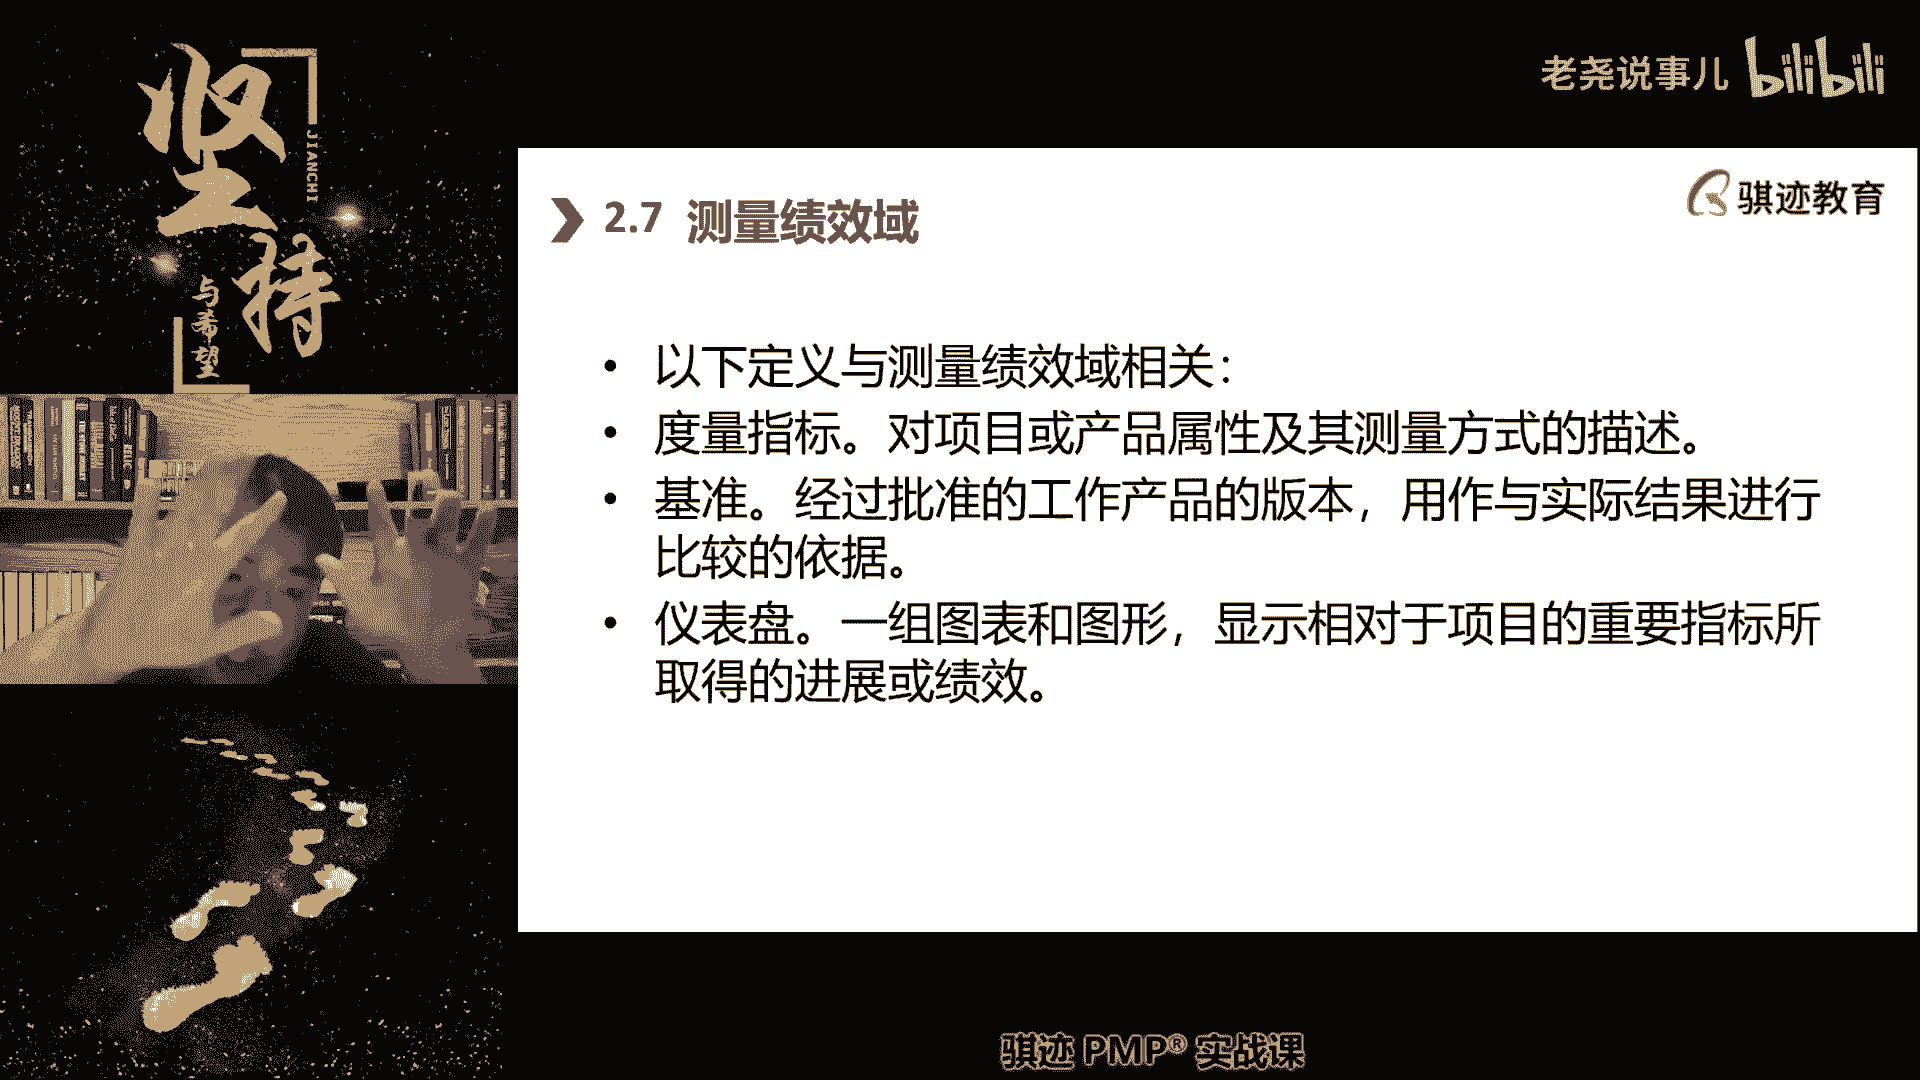 坚持
JIANCHI
与希望
老尧说事儿 bilibili
骐迹教育
2.7 测量绩效域
• 以下定义与测量绩效域相关：
• 度量指标。对项目或产品属性及其测量方式的描述。
• 基准。经过批准的工作产品的版本，用作与实际结果进行
比较的依据。
• 仪表盘。一组图表和图形，显示相对于项目的重要指标所
取得的进展或绩效。
骐迹 PMP® 实战课